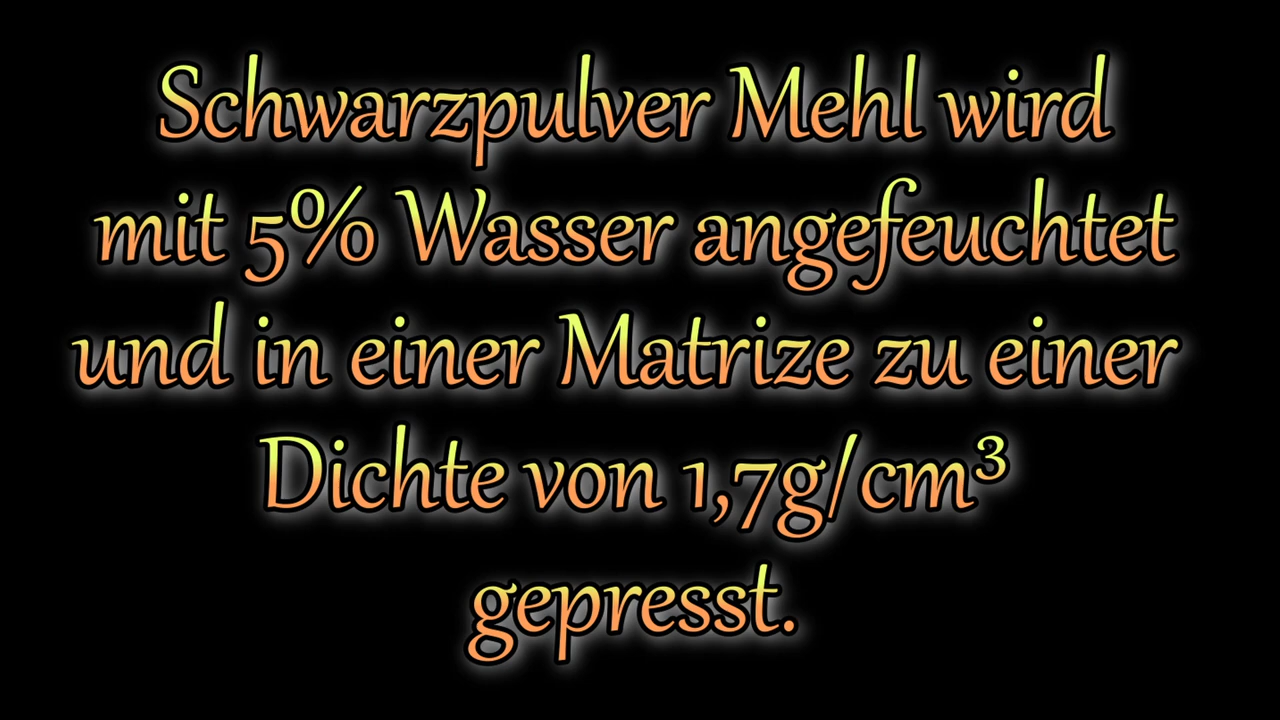 Schwarzpulver Mehl wird
mit 5% Wasser angefeuchtet
und in einer Matrize zu einer
Dichte von 1,7g/cm³
gepresst.